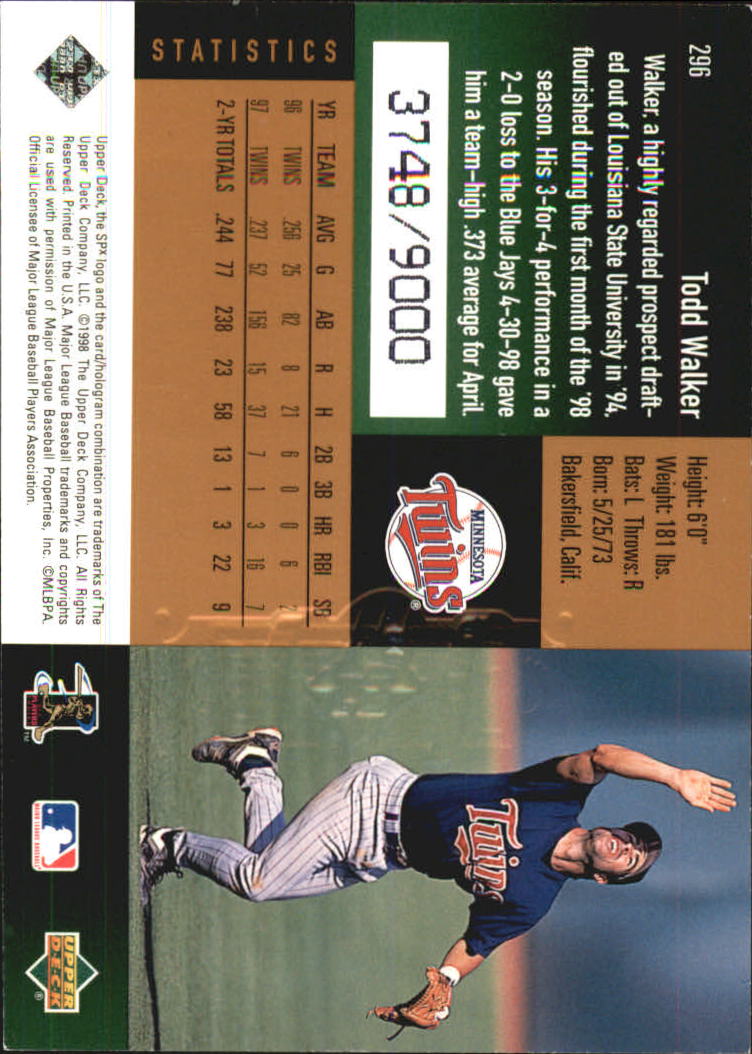 296
Todd Walker
Walker, a highly regarded prospect draft-
ed out of Louisiana State University in '94,
flourished during the first month of the '98
season. His 3-for-4 performance in a
2-0 loss to the Blue Jays 4-30-98 gave
him a team-high .373 average for April.
3748/9000
Height: 6'0"
Weight: 181 lbs.
Bats: L Throws: R
Born: 5/25/73
Bakersfield, Calif.
MINNESOTA
Twins
®
STATISTICS
YR TEAM AVG G AB R H 2B 3B HR RBI SB
96 TWINS .256 25 82 8 21 6 0 0 6 2
97 TWINS .237 52 156 15 37 7 1 3 16 7
2-YR TOTALS .244 77 238 23 58 13 1 3 22 9
Upper Deck, the SPx logo and the card/hologram combination are trademarks of The
Upper Deck Company, LLC. ©1998 The Upper Deck Company, LLC. All Rights
Reserved. Printed in the U.S.A. Major League Baseball trademarks and copyrights
are used with permission of Major League Baseball Properties, Inc. ©MLBPA
Official Licensee of Major League Baseball Players Association.
Twins
PLAYERS
TM
MAJOR LEAGUE BASEBALL
UPPER
DECK
®